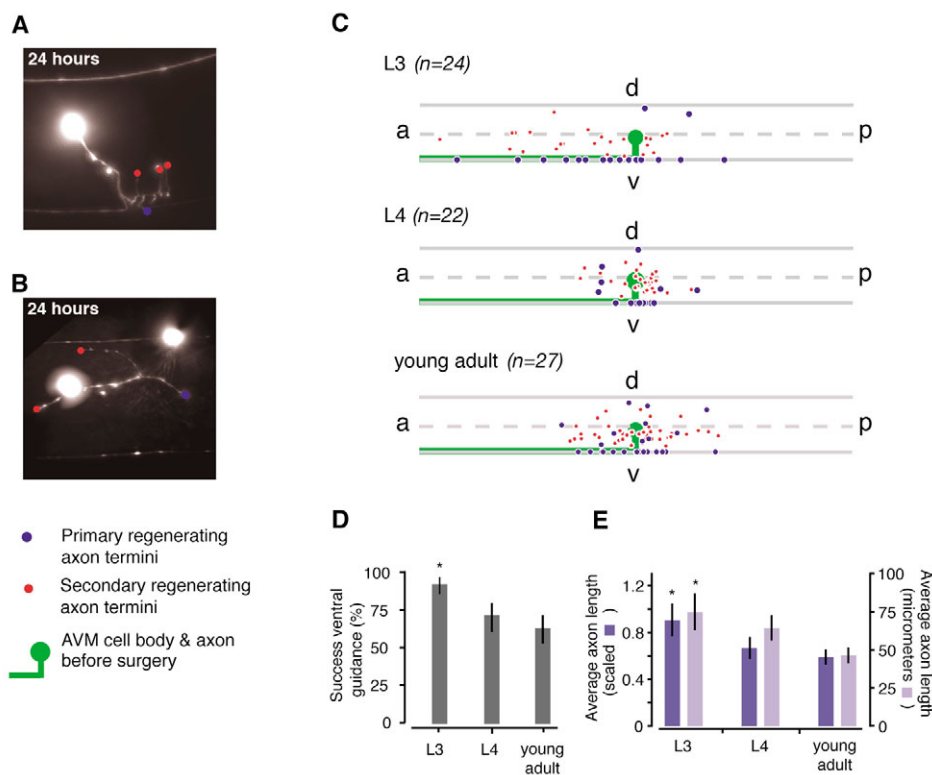 A
24 hours
B
24 hours
Primary regenerating
axon termini
Secondary regenerating
axon termini
AVM cell body & axon
before surgery
C
L3 (n=24)
d
a
p
v
L4 (n=22)
d
a
p
v
young adult (n=27)
d
a
p
v
D
Success ventral
guidance (%)
100
75
50
25
0
*
L3
L4
young
adult
E
Average axon length
(scaled )
1.2
1.0
0.8
0.4
0
*
*
L3
L4
young
adult
100
75
50
25
0
Average axon length
(micrometers )